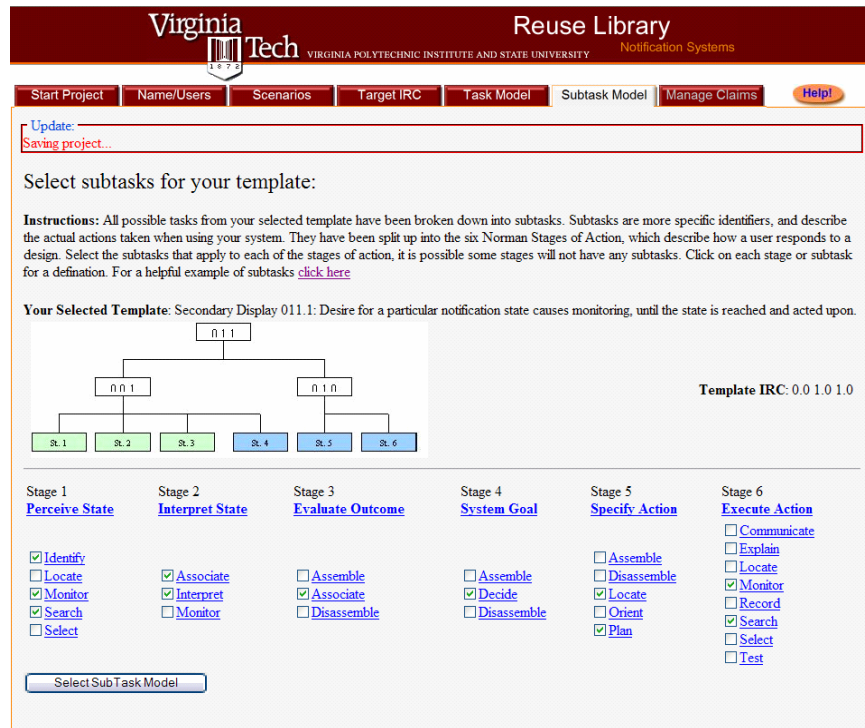 Virginia Tech
1872
VIRGINIA POLYTECHNIC INSTITUTE AND STATE UNIVERSITY
Reuse Library
Notification Systems
Start Project
Name/Users
Scenarios
Target IRC
Task Model
Subtask Model
Manage Claims
Help!
Update:
Saving project...
Select subtasks for your template:
Instructions: All possible tasks from your selected template have been broken down into subtasks. Subtasks are more specific identifiers, and describe
the actual actions taken when using your system. They have been split up into the six Norman Stages of Action, which describe how a user responds to a
design. Select the subtasks that apply to each of the stages of action, it is possible some stages will not have any subtasks. Click on each stage or subtask
for a defination. For a helpful example of subtasks click here
Your Selected Template: Secondary Display 011.1: Desire for a particular notification state causes monitoring, until the state is reached and acted upon.
0 1 1
0 0 1
0 1 0
St. 1
St. 2
St. 3
St. 4
St. 5
St. 6
Template IRC: 0.0 1.0 1.0
Stage 1
Perceive State
Identify
Locate
Monitor
Search
Select
Stage 2
Interpret State
Associate
Interpret
Monitor
Stage 3
Evaluate Outcome
Assemble
Associate
Disassemble
Stage 4
System Goal
Assemble
Decide
Disassemble
Stage 5
Specify Action
Assemble
Disassemble
Locate
Orient
Plan
Stage 6
Execute Action
Communicate
Explain
Locate
Monitor
Record
Search
Select
Test
Select SubTask Model